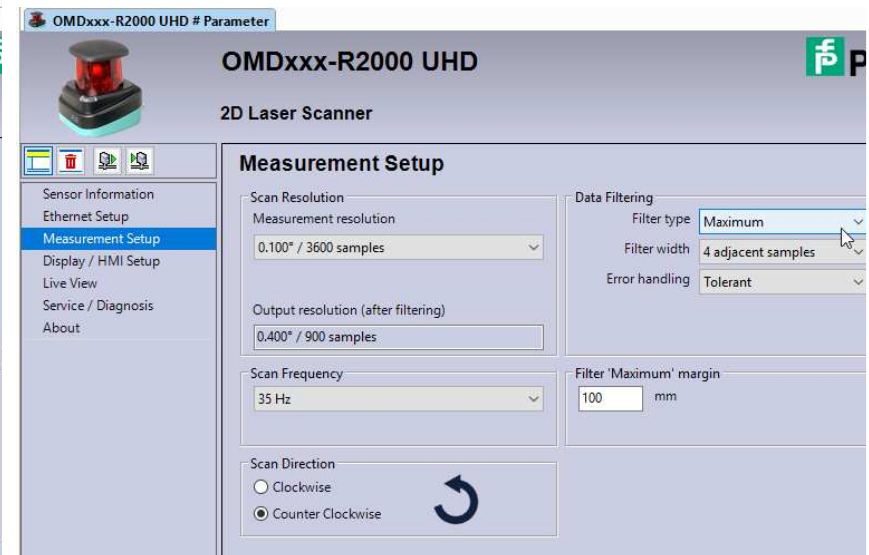 OMDxxx-R2000 UHD # Parameter
OMDxxx-R2000 UHD
2D Laser Scanner
Sensor Information
Ethernet Setup
Measurement Setup
Display / HMI Setup
Live View
Service / Diagnosis
About
Measurement Setup
Scan Resolution
Measurement resolution
0.100° / 3600 samples
Output resolution (after filtering)
0.400° / 900 samples
Scan Frequency
35 Hz
Scan Direction
Clockwise
Counter Clockwise
Data Filtering
Filter type Maximum
Filter width 4 adjacent samples
Error handling Tolerant
Filter 'Maximum' margin
100 mm